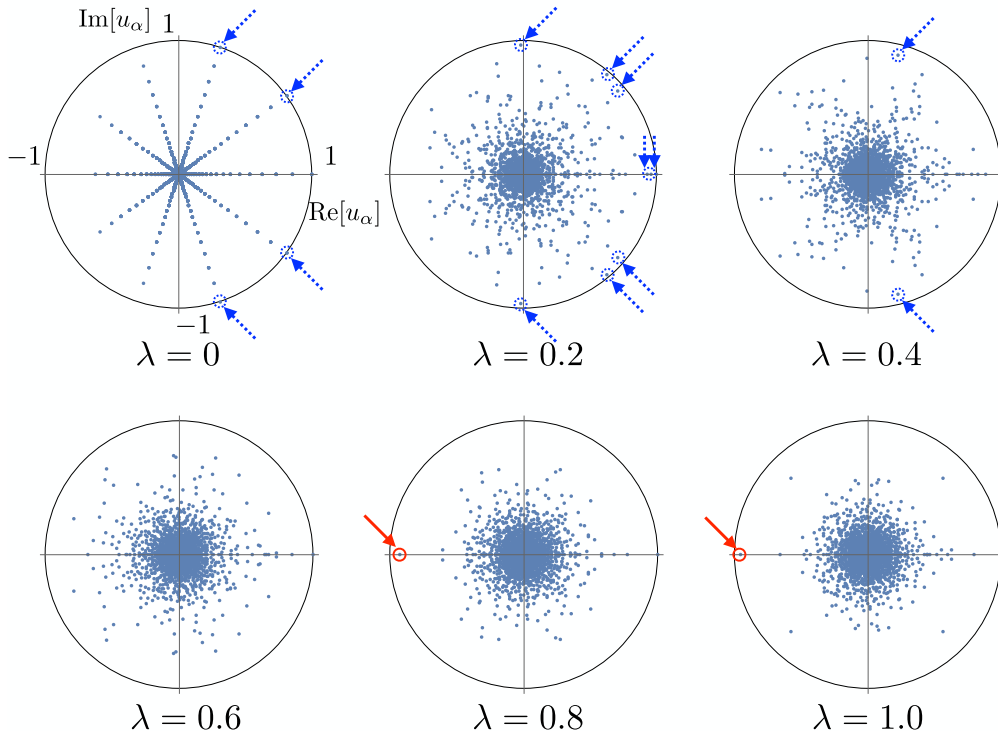 Im[u_α]
1
−1
1
Re[u_α]
−1
λ = 0
λ = 0.2
λ = 0.4
λ = 0.6
λ = 0.8
λ = 1.0